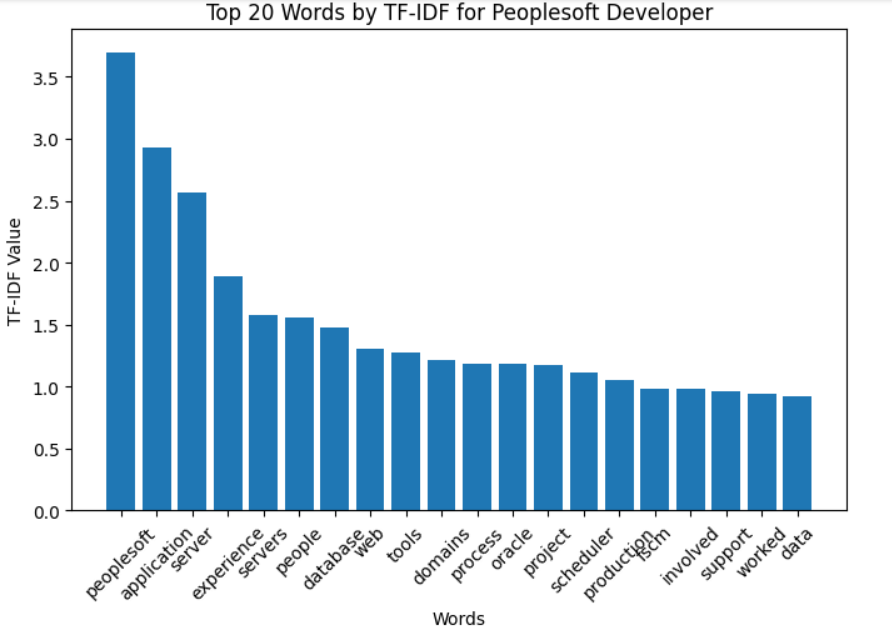 Top 20 Words by TF-IDF for Peoplesoft Developer
TF-IDF Value
3.5
3.0
2.5
2.0
1.5
1.0
0.5
0.0
peoplesoft
application
server
experience
servers
people
database
web
tools
domains
process
oracle
project
scheduler
production
fscm
involved
support
worked
data
Words